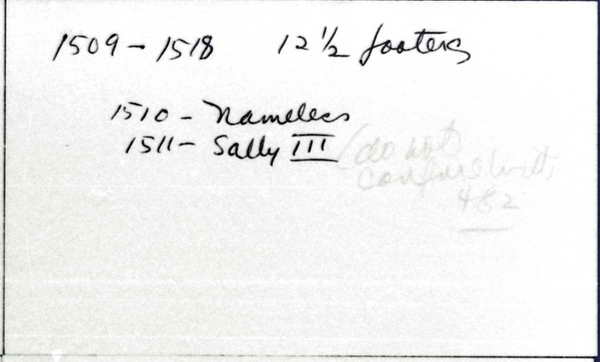 1509 - 1518 12 1/2 footers
1510 - Nameless
1511 - Sally III (do not
confuse with
482